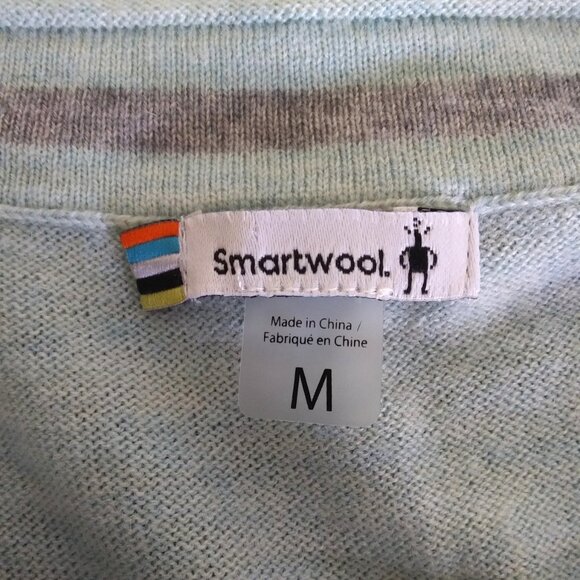 Smartwool.
Made in China /
Fabriqué en Chine
M